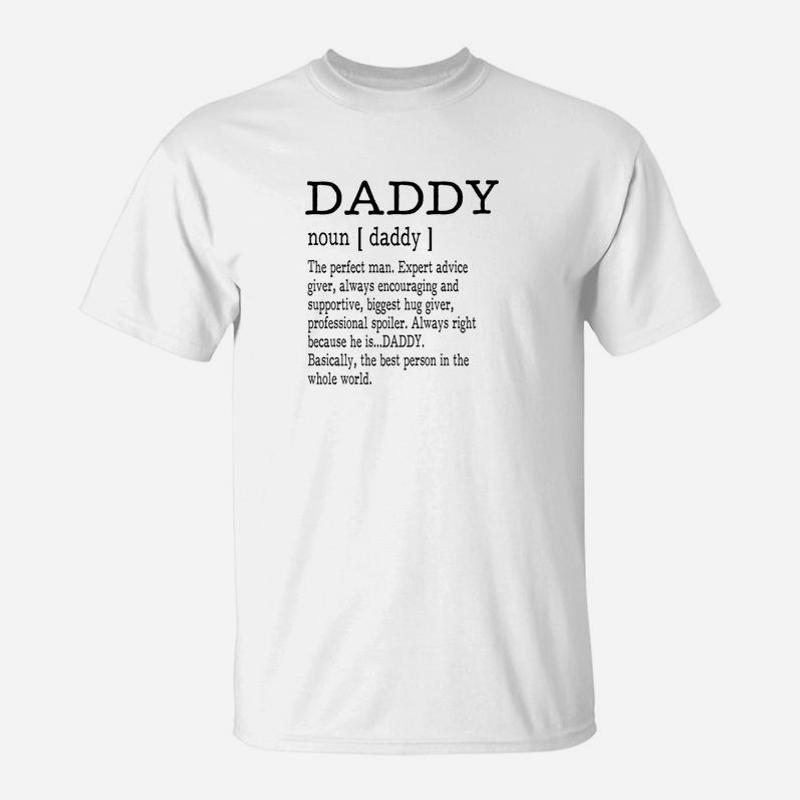 DADDY
noun [ daddy ]
The perfect man. Expert advice
giver, always encouraging and
supportive, biggest hug giver,
professional spoiler. Always right
because he is...DADDY.
Basically, the best person in the
whole world.